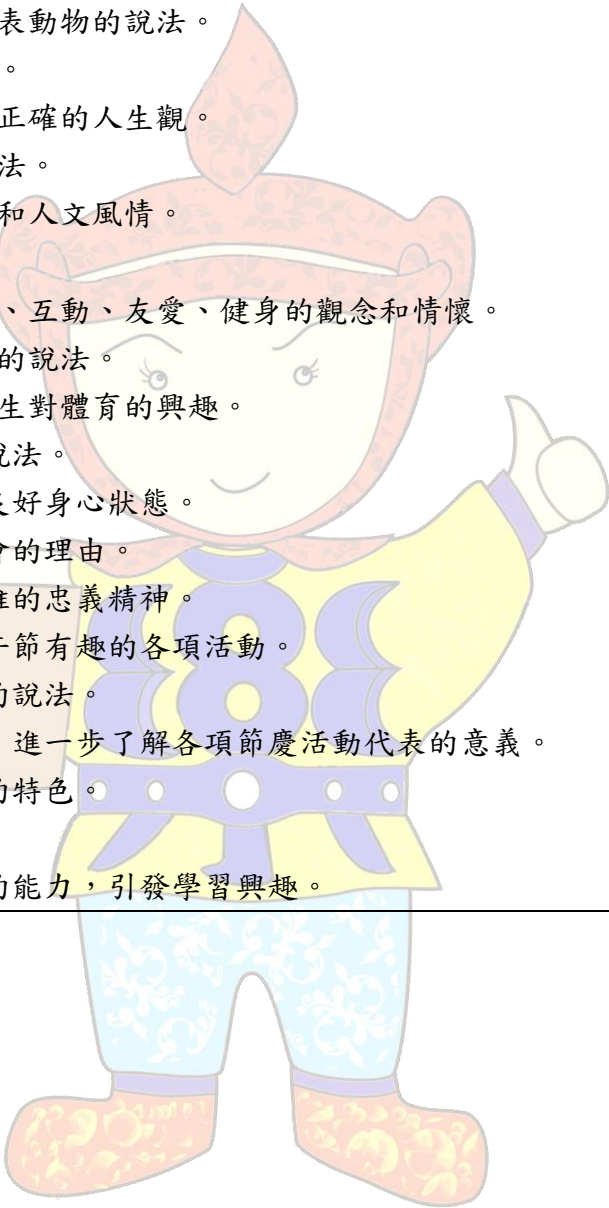 表動物的說法。
。
正確的人生觀。
法。
和人文風情。
、互動、友愛、健身的觀念和情懷。
的說法。
生對體育的興趣。
說法。
良好身心狀態。
會的理由。
雄的忠義精神。
午節有趣的各項活動。
的說法。
，進一步了解各項節慶活動代表的意義。
的特色。
的能力，引發學習興趣。